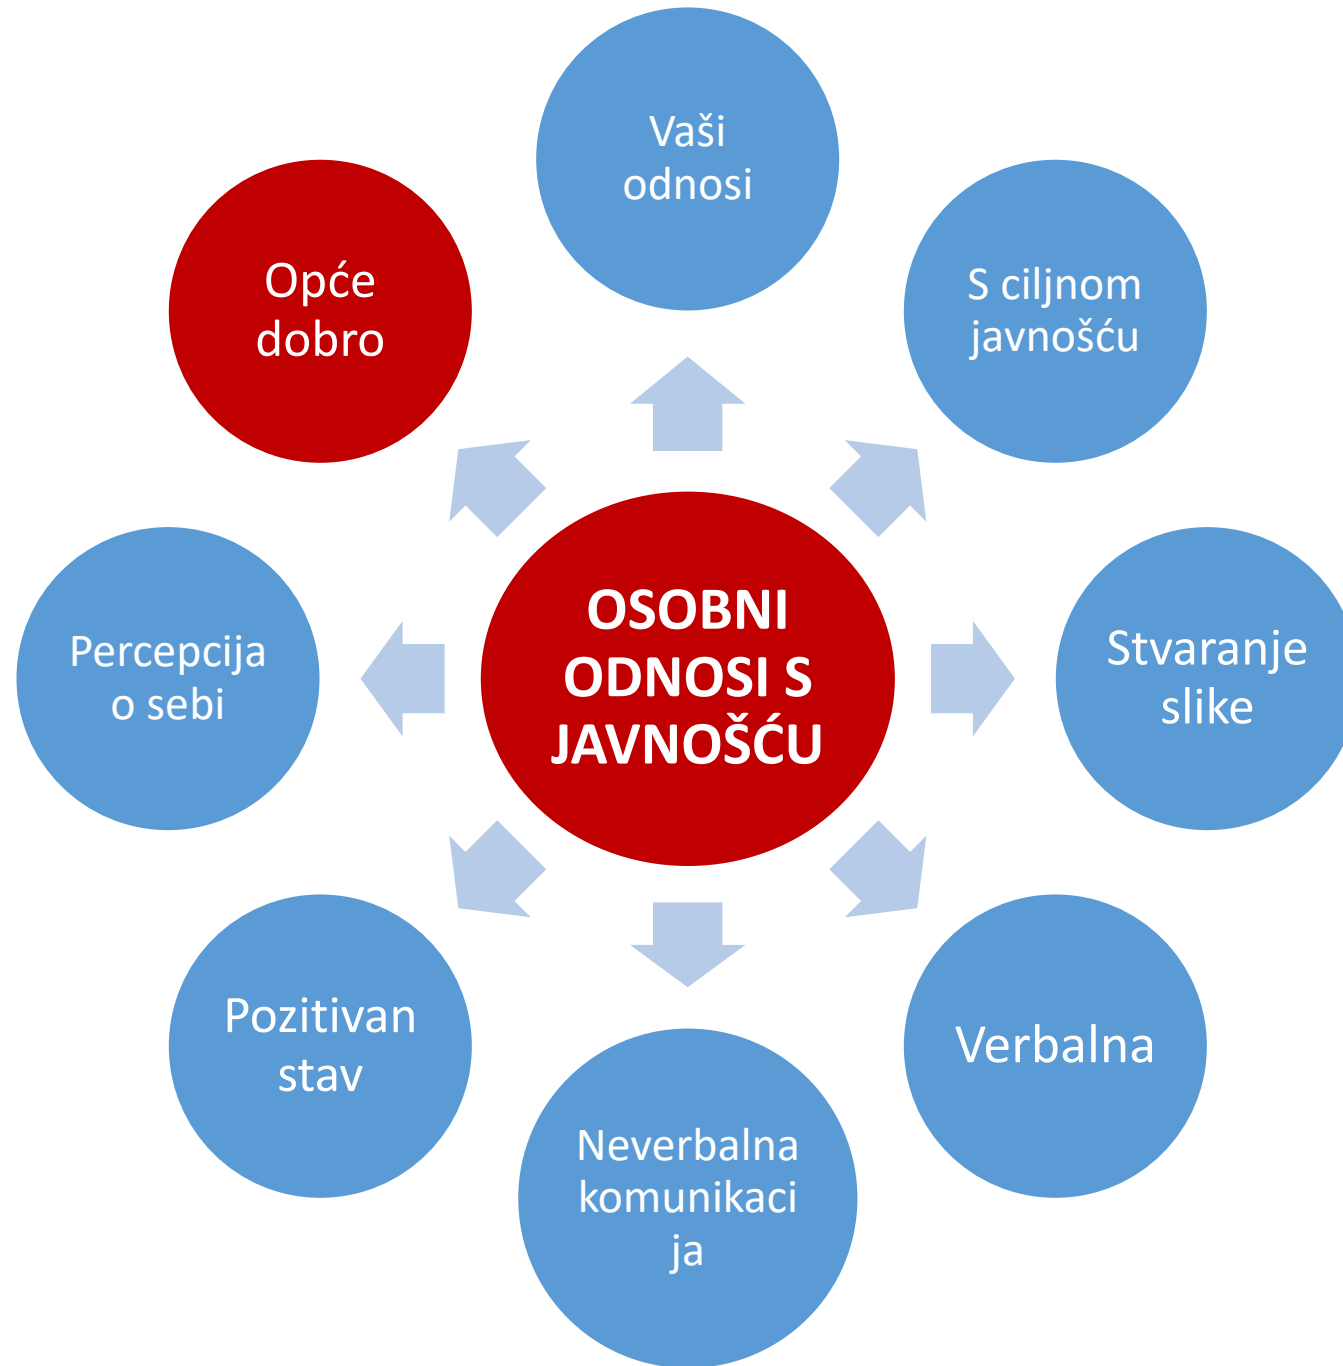 Vaši
odnosi
S ciljnom
javnošću
Stvaranje
slike
Verbalna
Neverbalna
komunikaci
ja
Pozitivan
stav
Percepcija
o sebi
Opće
dobro
OSOBNI
ODNOSI S
JAVNOŠĆU